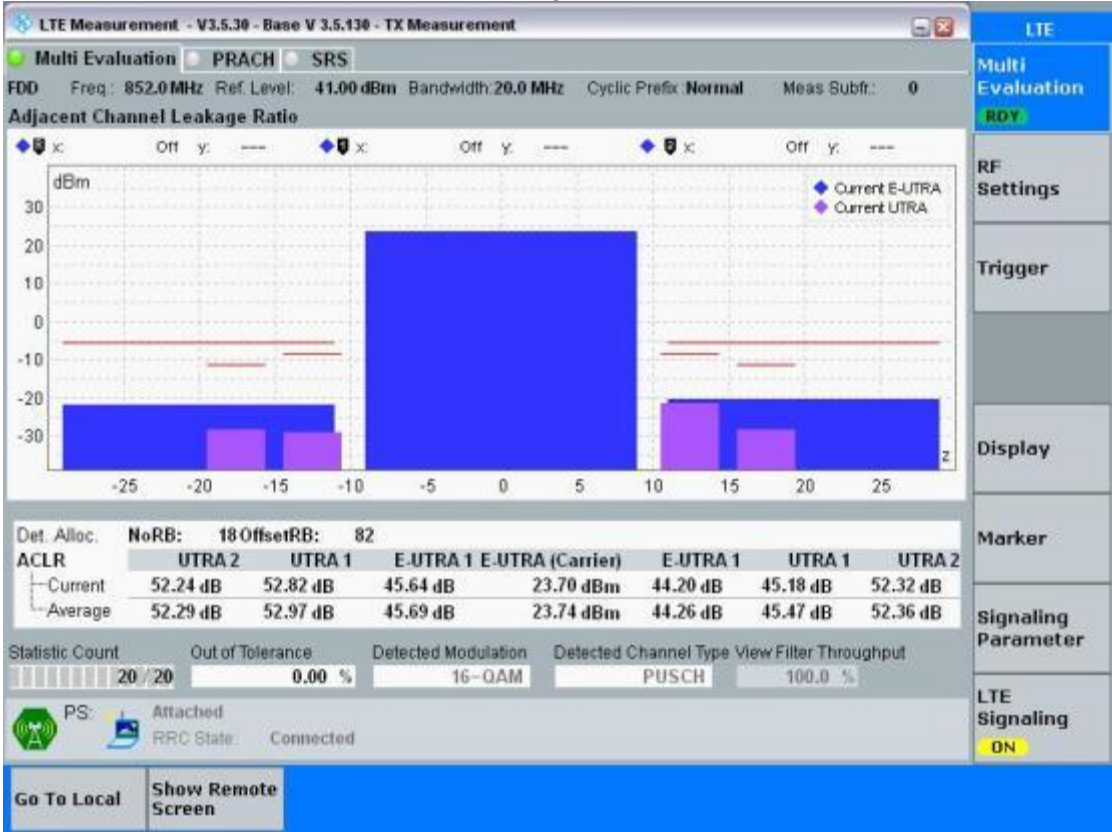 LTE Measurement - V3.5.30 - Base V 3.5.130 - TX Measurement
LTE
Multi Evaluation PRACH SRS
Multi
Evaluation
RDY
FDD Freq.: 852.0 MHz Ref. Level: 41.00 dBm Bandwidth: 20.0 MHz Cyclic Prefix: Normal Meas Subfr.: 0
Adjacent Channel Leakage Ratio
x: Off y: --- x: Off y: --- x: Off y: ---
RF
Settings
dBm
Current E-UTRA
Current UTRA
30
20
10
0
-10
-20
-30
z
-25 -20 -15 -10 -5 0 5 10 15 20 25
Trigger
Display
Marker
Signaling
Parameter
LTE
Signaling
ON
Det. Alloc. NoRB: 18 OffsetRB: 82
ACLR UTRA 2 UTRA 1 E-UTRA 1 E-UTRA (Carrier) E-UTRA 1 UTRA 1 UTRA 2
Current 52.24 dB 52.82 dB 45.64 dB 23.70 dBm 44.20 dB 45.18 dB 52.32 dB
Average 52.29 dB 52.97 dB 45.69 dB 23.74 dBm 44.26 dB 45.47 dB 52.36 dB
Statistic Count Out of Tolerance Detected Modulation Detected Channel Type View Filter Throughput
20 / 20 0.00 % 16-QAM PUSCH 100.0 %
PS: Attached
RRC State: Connected
Go To Local
Show Remote
Screen